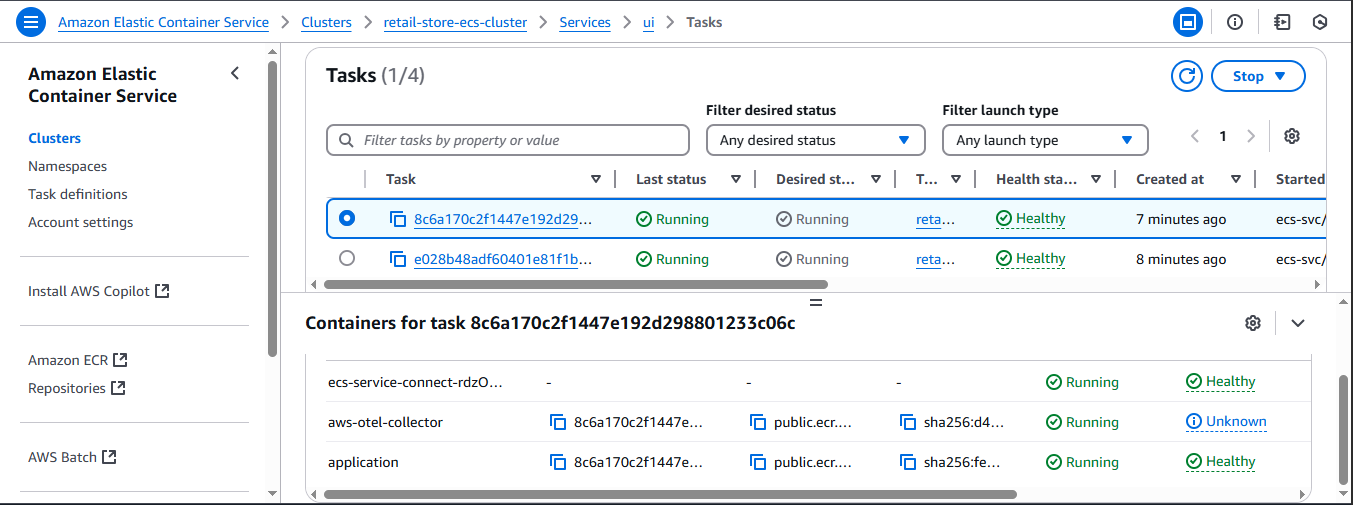 Amazon Elastic Container Service > Clusters > retail-store-ecs-cluster > Services > ui > Tasks
Amazon Elastic
Container Service
Clusters
Namespaces
Task definitions
Account settings
Install AWS Copilot
Amazon ECR
Repositories
AWS Batch
Tasks (1/4)
Stop
Filter desired status
Filter launch type
Filter tasks by property or value
Any desired status
Any launch type
1
Task Last status Desired st... T... Health sta... Created at Started
8c6a170c2f1447e192d29... Running Running reta... Healthy 7 minutes ago ecs-svc/
e028b48adf60401e81f1b... Running Running reta... Healthy 8 minutes ago ecs-svc/
Containers for task 8c6a170c2f1447e192d298801233c06c
ecs-service-connect-rdzO... - - - Running Healthy
aws-otel-collector 8c6a170c2f1447e... public.ecr.... sha256:d4... Running Unknown
application 8c6a170c2f1447e... public.ecr.... sha256:fe... Running Healthy